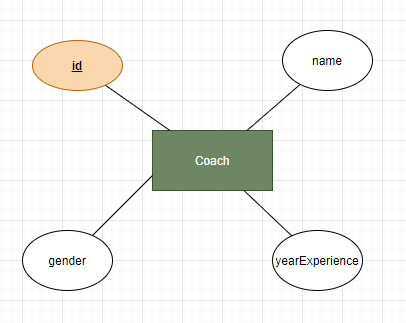 id
name
Coach
gender
yearExperience